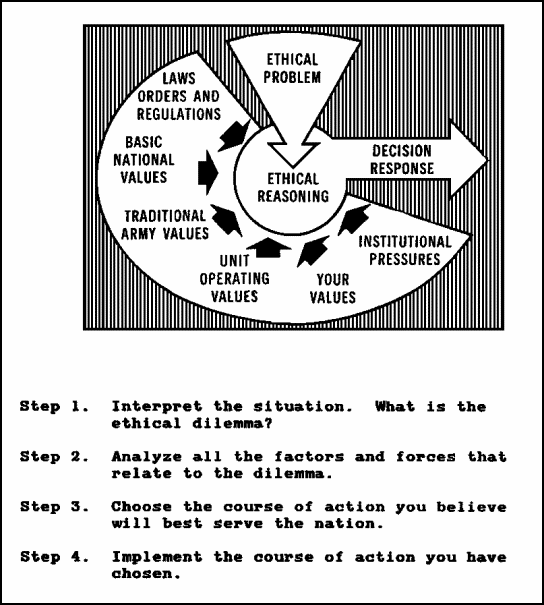 ETHICAL
PROBLEM
LAWS
ORDERS AND
REGULATIONS
BASIC
NATIONAL
VALUES
TRADITIONAL
ARMY VALUES
UNIT
OPERATING
VALUES
YOUR
VALUES
INSTITUTIONAL
PRESSURES
ETHICAL
REASONING
DECISION
RESPONSE
Step 1. Interpret the situation. What is the
ethical dilemma?
Step 2. Analyze all the factors and forces that
relate to the dilemma.
Step 3. Choose the course of action you believe
will best serve the nation.
Step 4. Implement the course of action you have
chosen.